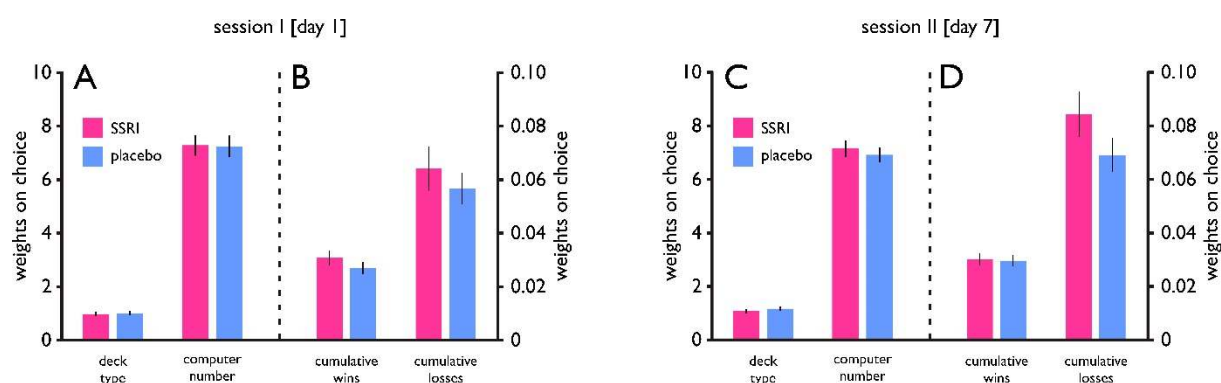 session I [day 1]
session II [day 7]
A
B
10
8
6
4
2
0
weights on choice
SSRI
placebo
0.10
0.08
0.06
0.04
0.02
0
weights on choice
deck
type
computer
number
cumulative
wins
cumulative
losses
C
D
10
8
6
4
2
0
weights on choice
SSRI
placebo
0.10
0.08
0.06
0.04
0.02
0
weights on choice
deck
type
computer
number
cumulative
wins
cumulative
losses